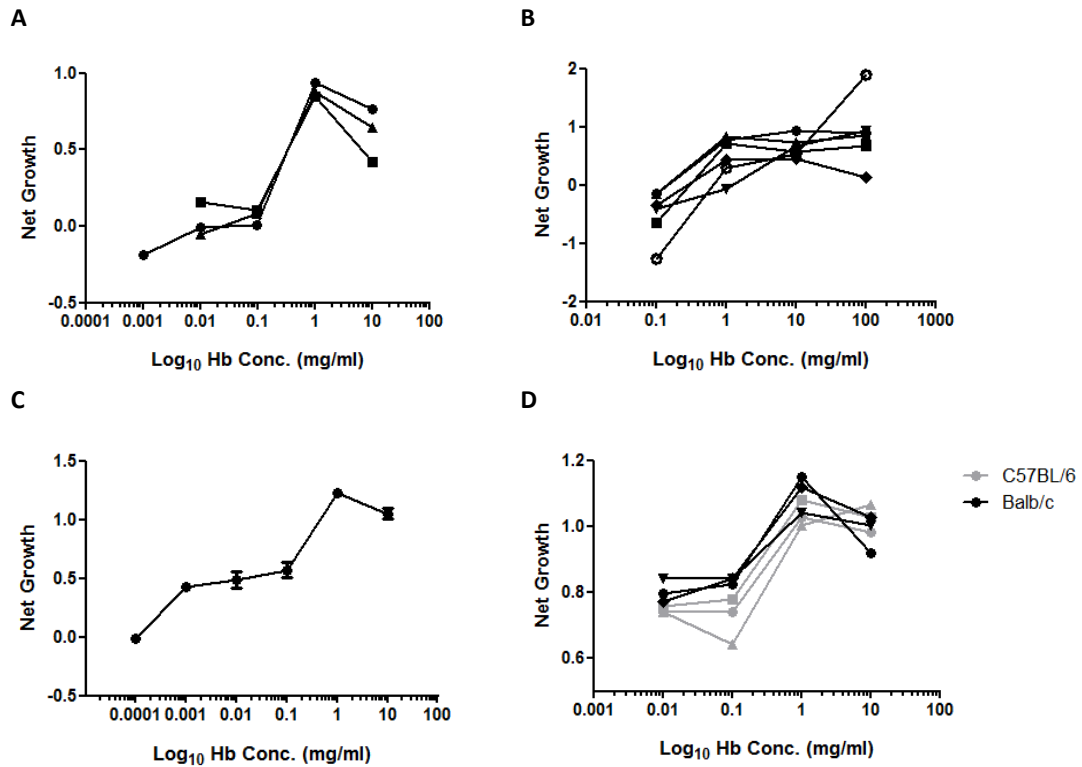 A
1.0
0.5
0.0
-0.5
Net Growth
0.0001 0.001 0.01 0.1 1 10 100
Log10 Hb Conc. (mg/ml)
B
2
1
0
-1
-2
Net Growth
0.01 0.1 1 10 100 1000
Log10 Hb Conc. (mg/ml)
C
1.5
1.0
0.5
0.0
-0.5
Net Growth
0.0001 0.001 0.01 0.1 1 10 100
Log10 Hb Conc. (mg/ml)
D
1.2
1.0
0.8
0.6
Net Growth
0.001 0.01 0.1 1 10 100
Log10 Hb Conc. (mg/ml)
C57BL/6
Balb/c